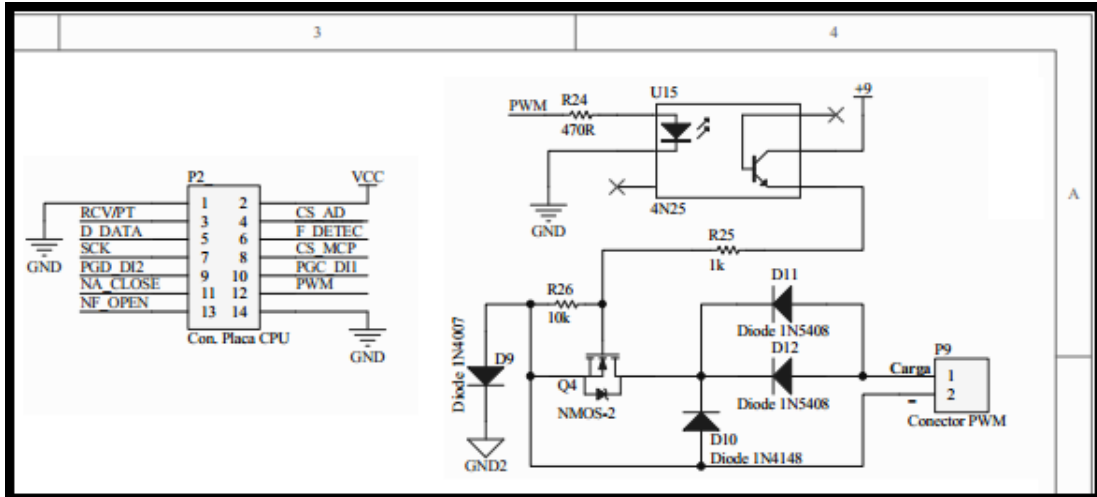 3
4
A
P2
VCC
1 2
RCV/PT 3 4 CS_AD
D_DATA 5 6 F_DETEC
SCK 7 8 CS_MCP
PGD_DI2 9 10 PGC_DI1
NA_CLOSE 11 12 PWM
NF_OPEN 13 14
GND
Con. Placa CPU
GND
PWM
R24
470R
U15
+9
4N25
GND
R25
1k
R26
10k
D11
Diode 1N5408
D12
Diode 1N5408
Diode 1N4007
D9
GND2
Q4
NMOS-2
D10
Diode 1N4148
P9
Carga
1
2
-
Conector PWM